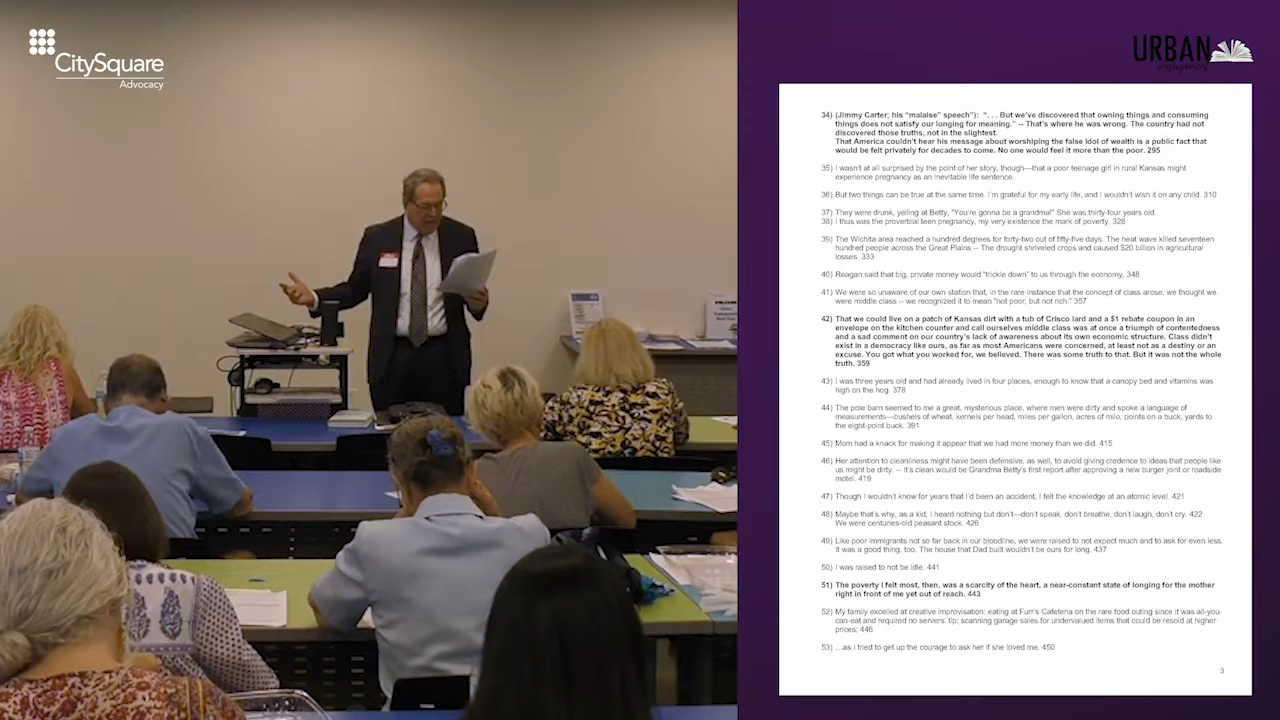 CitySquare
Advocacy
URBAN
34) (Jimmy Carter; his “malaise” speech”): “. . . But we’ve discovered that owning things and consuming
things does not satisfy our longing for meaning.” -- That’s where he was wrong. The country had not
discovered those truths, not in the slightest.
That America couldn’t hear his message about worshiping the false idol of wealth is a public fact that
would be felt privately for decades to come. No one would feel it more than the poor. 295
35) I wasn’t at all surprised by the point of her story, though—that a poor teenage girl in rural Kansas might
experience pregnancy as an inevitable life sentence.
36) But two things can be true at the same time. I’m grateful for my early life, and I wouldn’t wish it on any child. 310
37) They were drunk, yelling at Betty, “You’re gonna be a grandma!” She was thirty-four years old.
38) I thus was the proverbial teen pregnancy, my very existence the mark of poverty. 328
39) The Wichita area reached a hundred degrees for forty-two out of fifty-five days. The heat wave killed seventeen
hundred people across the Great Plains -- The drought shriveled crops and caused $20 billion in agricultural
losses. 333
40) Reagan said that big, private money would “trickle down” to us through the economy, 348
41) We were so unaware of our own station that, in the rare instance that the concept of class arose, we thought we
were middle class -- we recognized it to mean “not poor, but not rich.” 357
42) That we could live on a patch of Kansas dirt with a tub of Crisco lard and a $1 rebate coupon in an
envelope on the kitchen counter and call ourselves middle class was at once a triumph of contentedness
and a sad comment on our country’s lack of awareness about its own economic structure. Class didn’t
exist in a democracy like ours, as far as most Americans were concerned, at least not as a destiny or an
excuse. You got what you worked for, we believed. There was some truth to that. But it was not the whole
truth. 359
43) I was three years old and had already lived in four places, enough to know that a canopy bed and vitamins was
high on the hog. 378
44) The pole barn seemed to me a great, mysterious place, where men were dirty and spoke a language of
measurements—bushels of wheat, kernels per head, miles per gallon, acres of milo, points on a buck, yards to
the eight-point buck. 391
45) Mom had a knack for making it appear that we had more money than we did. 415
46) Her attention to cleanliness might have been defensive, as well, to avoid giving credence to ideas that people like
us might be dirty. -- It’s clean would be Grandma Betty’s first report after approving a new burger joint or roadside
motel. 419
47) Though I wouldn’t know for years that I’d been an accident, I felt the knowledge at an atomic level. 421
48) Maybe that’s why, as a kid, I heard nothing but don’t—don’t speak, don’t breathe, don’t laugh, don’t cry. 422
We were centuries-old peasant stock. 426
49) Like poor immigrants not so far back in our bloodline, we were raised to not expect much and to ask for even less.
It was a good thing, too. The house that Dad built wouldn’t be ours for long. 437
50) I was raised to not be idle. 441
51) The poverty I felt most, then, was a scarcity of the heart, a near-constant state of longing for the mother
right in front of me yet out of reach. 443
52) My family excelled at creative improvisation: eating at Furr’s Cafeteria on the rare food outing since it was all-you-
can-eat and required no servers’ tip; scanning garage sales for undervalued items that could be resold at higher
prices; 446
53) …as I tried to get up the courage to ask her if she loved me. 450
3